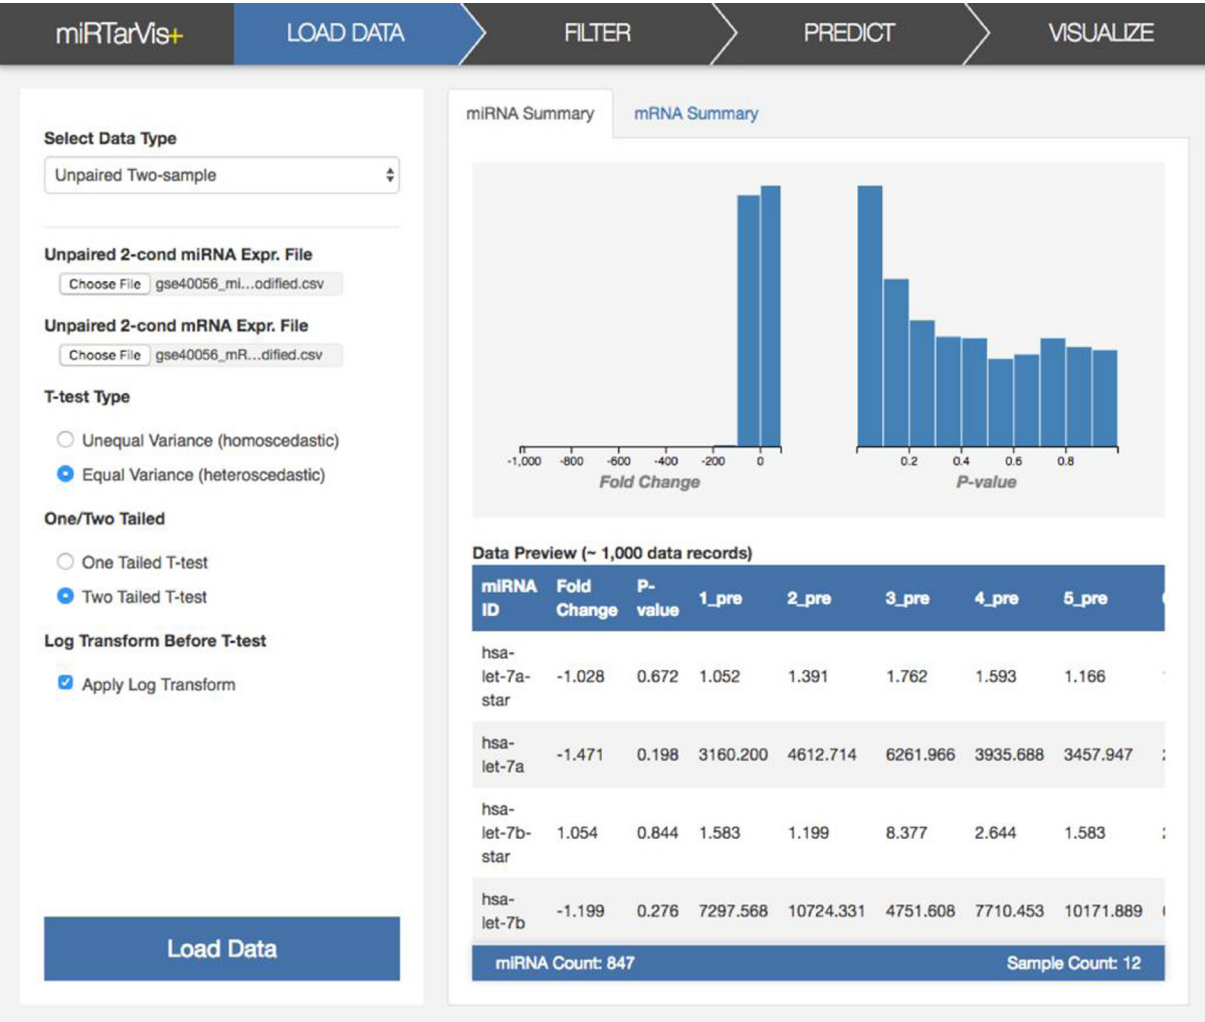 miRTarVis+
LOAD DATA
FILTER
PREDICT
VISUALIZE
Select Data Type
Unpaired Two-sample
Unpaired 2-cond miRNA Expr. File
Choose File gse40056_mi...odified.csv
Unpaired 2-cond mRNA Expr. File
Choose File gse40056_mR...dified.csv
T-test Type
Unequal Variance (homoscedastic)
Equal Variance (heteroscedastic)
One/Two Tailed
One Tailed T-test
Two Tailed T-test
Log Transform Before T-test
Apply Log Transform
Load Data
miRNA Summary
mRNA Summary
-1,000 -800 -600 -400 -200 0
Fold Change
0.2 0.4 0.6 0.8
P-value
Data Preview (~ 1,000 data records)
miRNA ID Fold Change P-value 1_pre 2_pre 3_pre 4_pre 5_pre
hsa-let-7a-star -1.028 0.672 1.052 1.391 1.762 1.593 1.166
hsa-let-7a -1.471 0.198 3160.200 4612.714 6261.966 3935.688 3457.947
hsa-let-7b-star 1.054 0.844 1.583 1.199 8.377 2.644 1.583
hsa-let-7b -1.199 0.276 7297.568 10724.331 4751.608 7710.453 10171.889
miRNA Count: 847
Sample Count: 12